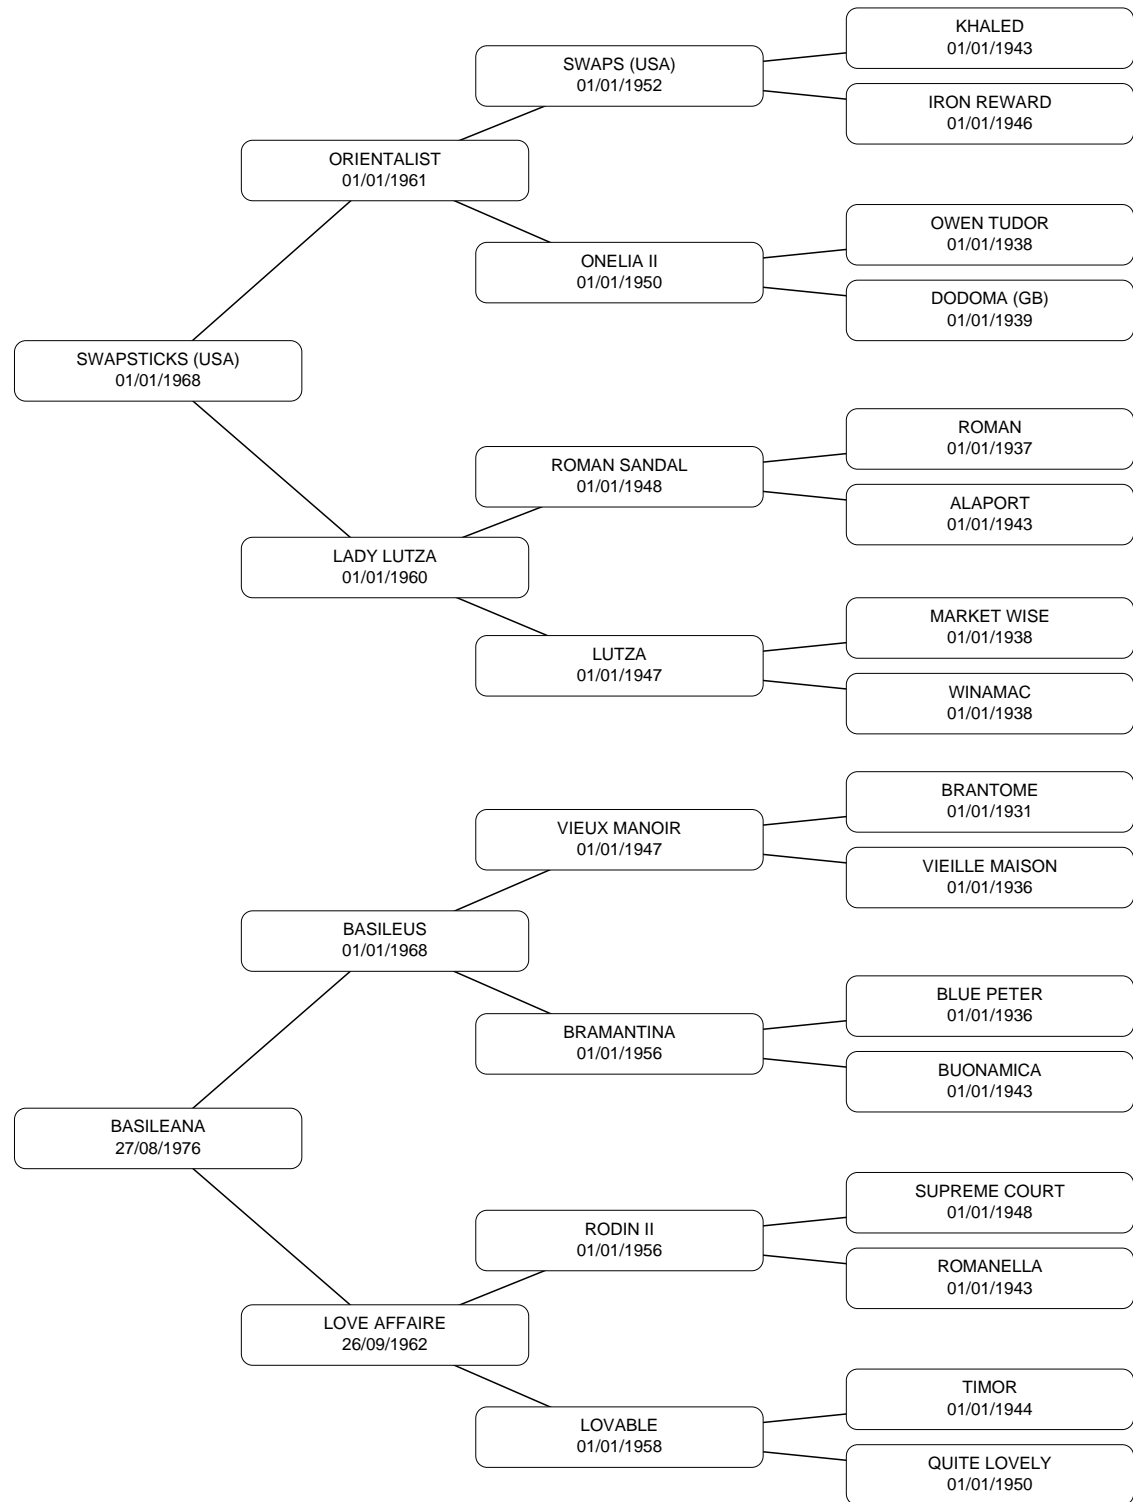 KHALED
01/01/1943
SWAPS (USA)
01/01/1952
IRON REWARD
01/01/1946
ORIENTALIST
01/01/1961
OWEN TUDOR
01/01/1938
ONELIA II
01/01/1950
DODOMA (GB)
01/01/1939
SWAPSTICKS (USA)
01/01/1968
ROMAN
01/01/1937
ROMAN SANDAL
01/01/1948
ALAPORT
01/01/1943
LADY LUTZA
01/01/1960
MARKET WISE
01/01/1938
LUTZA
01/01/1947
WINAMAC
01/01/1938
BRANTOME
01/01/1931
VIEUX MANOIR
01/01/1947
VIEILLE MAISON
01/01/1936
BASILEUS
01/01/1968
BLUE PETER
01/01/1936
BRAMANTINA
01/01/1956
BUONAMICA
01/01/1943
BASILEANA
27/08/1976
SUPREME COURT
01/01/1948
RODIN II
01/01/1956
ROMANELLA
01/01/1943
LOVE AFFAIRE
26/09/1962
TIMOR
01/01/1944
LOVABLE
01/01/1958
QUITE LOVELY
01/01/1950